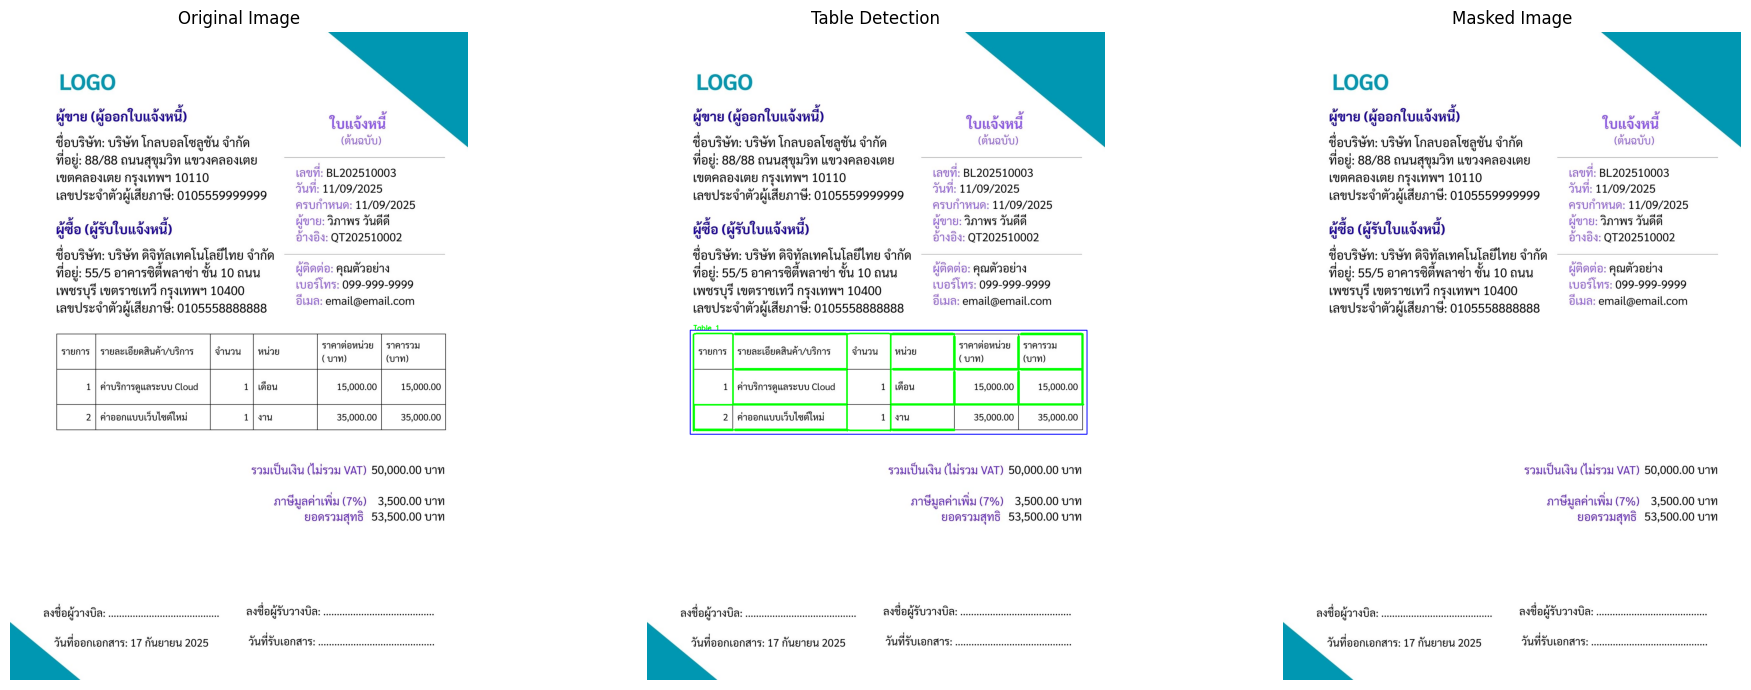 Original Image
LOGO
ผู้ขาย (ผู้ออกใบแจ้งหนี้)
ชื่อบริษัท: บริษัท โกลบอลโซลูชัน จำกัด
ที่อยู่: 88/88 ถนนสุขุมวิท แขวงคลองเตย
เขตคลองเตย กรุงเทพฯ 10110
เลขประจำตัวผู้เสียภาษี: 0105559999999
ผู้ซื้อ (ผู้รับใบแจ้งหนี้)
ชื่อบริษัท: บริษัท ดิจิทัลเทคโนโลยีไทย จำกัด
ที่อยู่: 55/5 อาคารซิตี้พลาซ่า ชั้น 10 ถนน
เพชรบุรี เขตราชเทวี กรุงเทพฯ 10400
เลขประจำตัวผู้เสียภาษี: 0105558888888
ใบแจ้งหนี้
(ต้นฉบับ)
เลขที่: BL202510003
วันที่: 11/09/2025
ครบกำหนด: 11/09/2025
ผู้ขาย: วิภาพร วันดีดี
อ้างอิง: QT202510002
ผู้ติดต่อ: คุณตัวอย่าง
เบอร์โทร: 099-999-9999
อีเมล: email@email.com
รายการ รายละเอียดสินค้า/บริการ จำนวน หน่วย ราคาต่อหน่วย ( บาท) ราคารวม (บาท)
1 ค่าบริการดูแลระบบ Cloud 1 เดือน 15,000.00 15,000.00
2 ค่าออกแบบเว็บไซต์ใหม่ 1 งาน 35,000.00 35,000.00
รวมเป็นเงิน (ไม่รวม VAT) 50,000.00 บาท
ภาษีมูลค่าเพิ่ม (7%) 3,500.00 บาท
ยอดรวมสุทธิ 53,500.00 บาท
ลงชื่อผู้วางบิล: ........................................
ลงชื่อผู้รับวางบิล: ........................................
วันที่ออกเอกสาร: 17 กันยายน 2025
วันที่รับเอกสาร: ........................................
Table Detection
LOGO
ผู้ขาย (ผู้ออกใบแจ้งหนี้)
ชื่อบริษัท: บริษัท โกลบอลโซลูชัน จำกัด
ที่อยู่: 88/88 ถนนสุขุมวิท แขวงคลองเตย
เขตคลองเตย กรุงเทพฯ 10110
เลขประจำตัวผู้เสียภาษี: 0105559999999
ผู้ซื้อ (ผู้รับใบแจ้งหนี้)
ชื่อบริษัท: บริษัท ดิจิทัลเทคโนโลยีไทย จำกัด
ที่อยู่: 55/5 อาคารซิตี้พลาซ่า ชั้น 10 ถนน
เพชรบุรี เขตราชเทวี กรุงเทพฯ 10400
เลขประจำตัวผู้เสียภาษี: 0105558888888
ใบแจ้งหนี้
(ต้นฉบับ)
เลขที่: BL202510003
วันที่: 11/09/2025
ครบกำหนด: 11/09/2025
ผู้ขาย: วิภาพร วันดีดี
อ้างอิง: QT202510002
ผู้ติดต่อ: คุณตัวอย่าง
เบอร์โทร: 099-999-9999
อีเมล: email@email.com
Table 1
รายการ รายละเอียดสินค้า/บริการ จำนวน หน่วย ราคาต่อหน่วย ( บาท) ราคารวม (บาท)
1 ค่าบริการดูแลระบบ Cloud 1 เดือน 15,000.00 15,000.00
2 ค่าออกแบบเว็บไซต์ใหม่ 1 งาน 35,000.00 35,000.00
รวมเป็นเงิน (ไม่รวม VAT) 50,000.00 บาท
ภาษีมูลค่าเพิ่ม (7%) 3,500.00 บาท
ยอดรวมสุทธิ 53,500.00 บาท
ลงชื่อผู้วางบิล: ........................................
ลงชื่อผู้รับวางบิล: ........................................
วันที่ออกเอกสาร: 17 กันยายน 2025
วันที่รับเอกสาร: ........................................
Masked Image
LOGO
ผู้ขาย (ผู้ออกใบแจ้งหนี้)
ชื่อบริษัท: บริษัท โกลบอลโซลูชัน จำกัด
ที่อยู่: 88/88 ถนนสุขุมวิท แขวงคลองเตย
เขตคลองเตย กรุงเทพฯ 10110
เลขประจำตัวผู้เสียภาษี: 0105559999999
ผู้ซื้อ (ผู้รับใบแจ้งหนี้)
ชื่อบริษัท: บริษัท ดิจิทัลเทคโนโลยีไทย จำกัด
ที่อยู่: 55/5 อาคารซิตี้พลาซ่า ชั้น 10 ถนน
เพชรบุรี เขตราชเทวี กรุงเทพฯ 10400
เลขประจำตัวผู้เสียภาษี: 0105558888888
ใบแจ้งหนี้
(ต้นฉบับ)
เลขที่: BL202510003
วันที่: 11/09/2025
ครบกำหนด: 11/09/2025
ผู้ขาย: วิภาพร วันดีดี
อ้างอิง: QT202510002
ผู้ติดต่อ: คุณตัวอย่าง
เบอร์โทร: 099-999-9999
อีเมล: email@email.com
รวมเป็นเงิน (ไม่รวม VAT) 50,000.00 บาท
ภาษีมูลค่าเพิ่ม (7%) 3,500.00 บาท
ยอดรวมสุทธิ 53,500.00 บาท
ลงชื่อผู้วางบิล: ........................................
ลงชื่อผู้รับวางบิล: ........................................
วันที่ออกเอกสาร: 17 กันยายน 2025
วันที่รับเอกสาร: ........................................